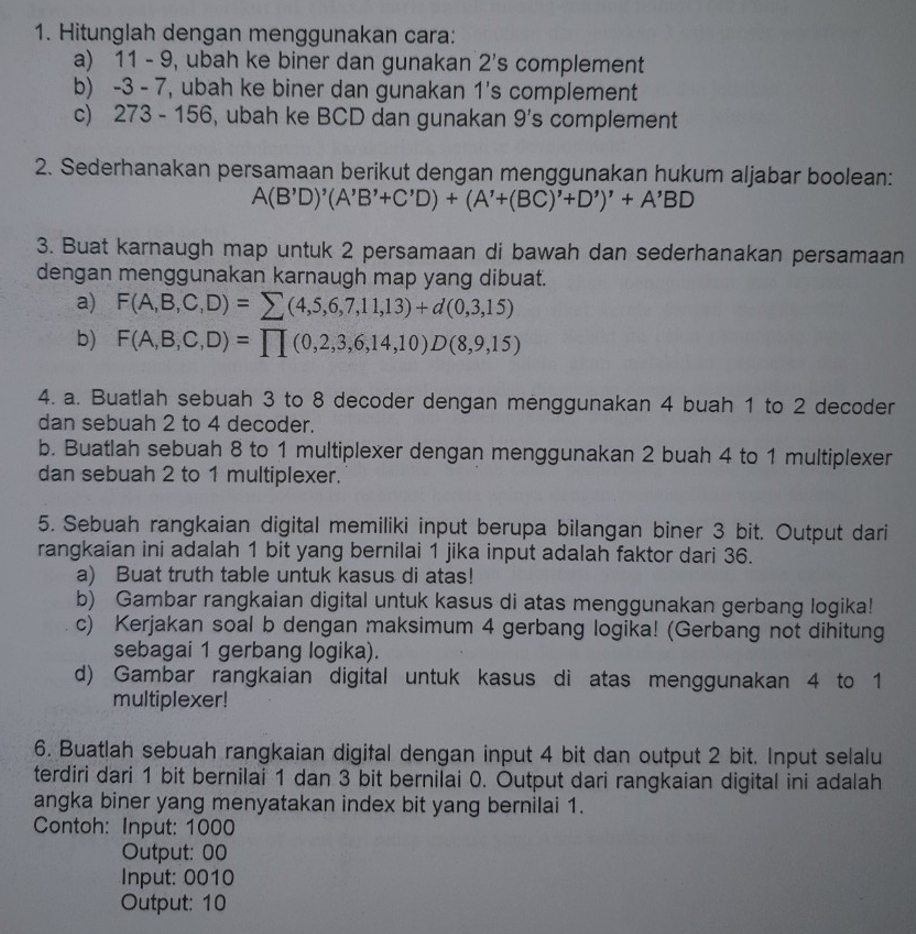 1. Hitunglah dengan menggunakan cara:
a) 11 - 9, ubah ke biner dan gunakan 2's complement
b) -3 - 7, ubah ke biner dan gunakan 1's complement
c) 273 - 156, ubah ke BCD dan gunakan 9's complement
2. Sederhanakan persamaan berikut dengan menggunakan hukum aljabar boolean:
A(B'D)'(A'B'+C'D) + (A'+(BC)'+D')' + A'BD
3. Buat karnaugh map untuk 2 persamaan di bawah dan sederhanakan persamaan
dengan menggunakan karnaugh map yang dibuat.
a) F(A,B,C,D) = ∑(4,5,6,7,11,13)+d(0,3,15)
b) F(A,B,C,D) = ∏(0,2,3,6,14,10)D(8,9,15)
4. a. Buatlah sebuah 3 to 8 decoder dengan menggunakan 4 buah 1 to 2 decoder
dan sebuah 2 to 4 decoder.
b. Buatlah sebuah 8 to 1 multiplexer dengan menggunakan 2 buah 4 to 1 multiplexer
dan sebuah 2 to 1 multiplexer.
5. Sebuah rangkaian digital memiliki input berupa bilangan biner 3 bit. Output dari
rangkaian ini adalah 1 bit yang bernilai 1 jika input adalah faktor dari 36.
a) Buat truth table untuk kasus di atas!
b) Gambar rangkaian digital untuk kasus di atas menggunakan gerbang logika!
c) Kerjakan soal b dengan maksimum 4 gerbang logika! (Gerbang not dihitung
sebagai 1 gerbang logika).
d) Gambar rangkaian digital untuk kasus di atas menggunakan 4 to 1
multiplexer!
6. Buatlah sebuah rangkaian digital dengan input 4 bit dan output 2 bit. Input selalu
terdiri dari 1 bit bernilai 1 dan 3 bit bernilai 0. Output dari rangkaian digital ini adalah
angka biner yang menyatakan index bit yang bernilai 1.
Contoh: Input: 1000
Output: 00
Input: 0010
Output: 10